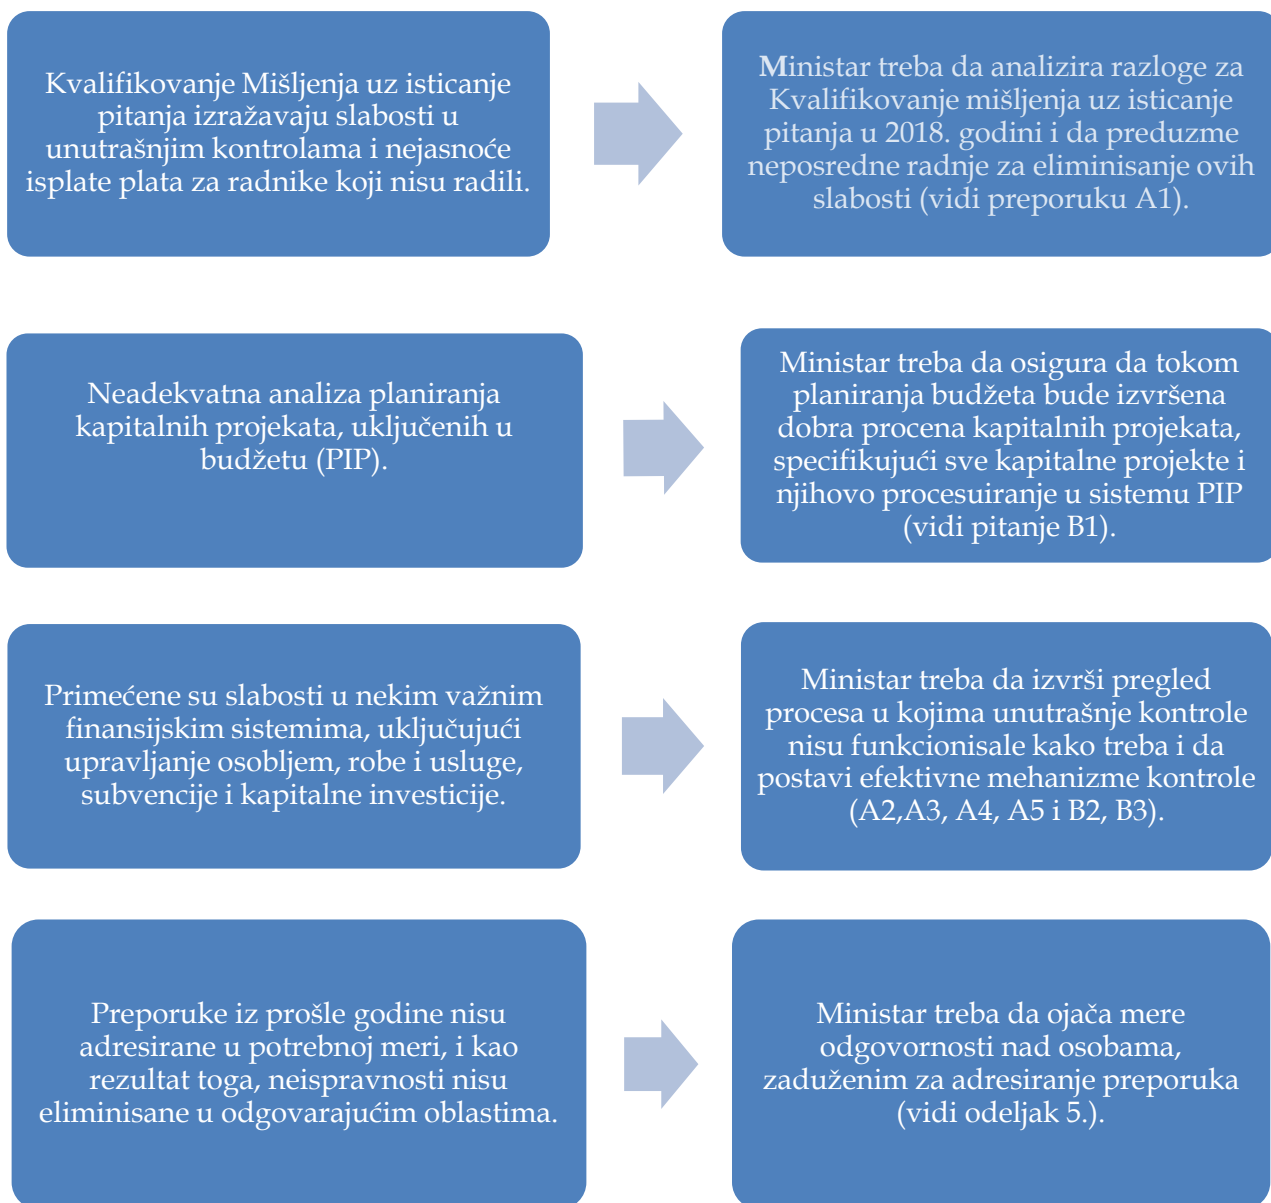 Kvalifikovanje Mišljenja uz isticanje
pitanja izražavaju slabosti u
unutrašnjim kontrolama i nejasnoće
isplate plata za radnike koji nisu radili.
Ministar treba da analizira razloge za
Kvalifikovanje mišljenja uz isticanje
pitanja u 2018. godini i da preduzme
neposredne radnje za eliminisanje ovih
slabosti (vidi preporuku A1).
Neadekvatna analiza planiranja
kapitalnih projekata, uključenih u
budžetu (PIP).
Ministar treba da osigura da tokom
planiranja budžeta bude izvršena
dobra procena kapitalnih projekata,
specifikujući sve kapitalne projekte i
njihovo procesuiranje u sistemu PIP
(vidi pitanje B1).
Primećene su slabosti u nekim važnim
finansijskim sistemima, uključujući
upravljanje osobljem, robe i usluge,
subvencije i kapitalne investicije.
Ministar treba da izvrši pregled
procesa u kojima unutrašnje kontrole
nisu funkcionisale kako treba i da
postavi efektivne mehanizme kontrole
(A2,A3, A4, A5 i B2, B3).
Preporuke iz prošle godine nisu
adresirane u potrebnoj meri, i kao
rezultat toga, neispravnosti nisu
eliminisane u odgovarajućim oblastima.
Ministar treba da ojača mere
odgovornosti nad osobama,
zaduženim za adresiranje preporuka
(vidi odeljak 5.).